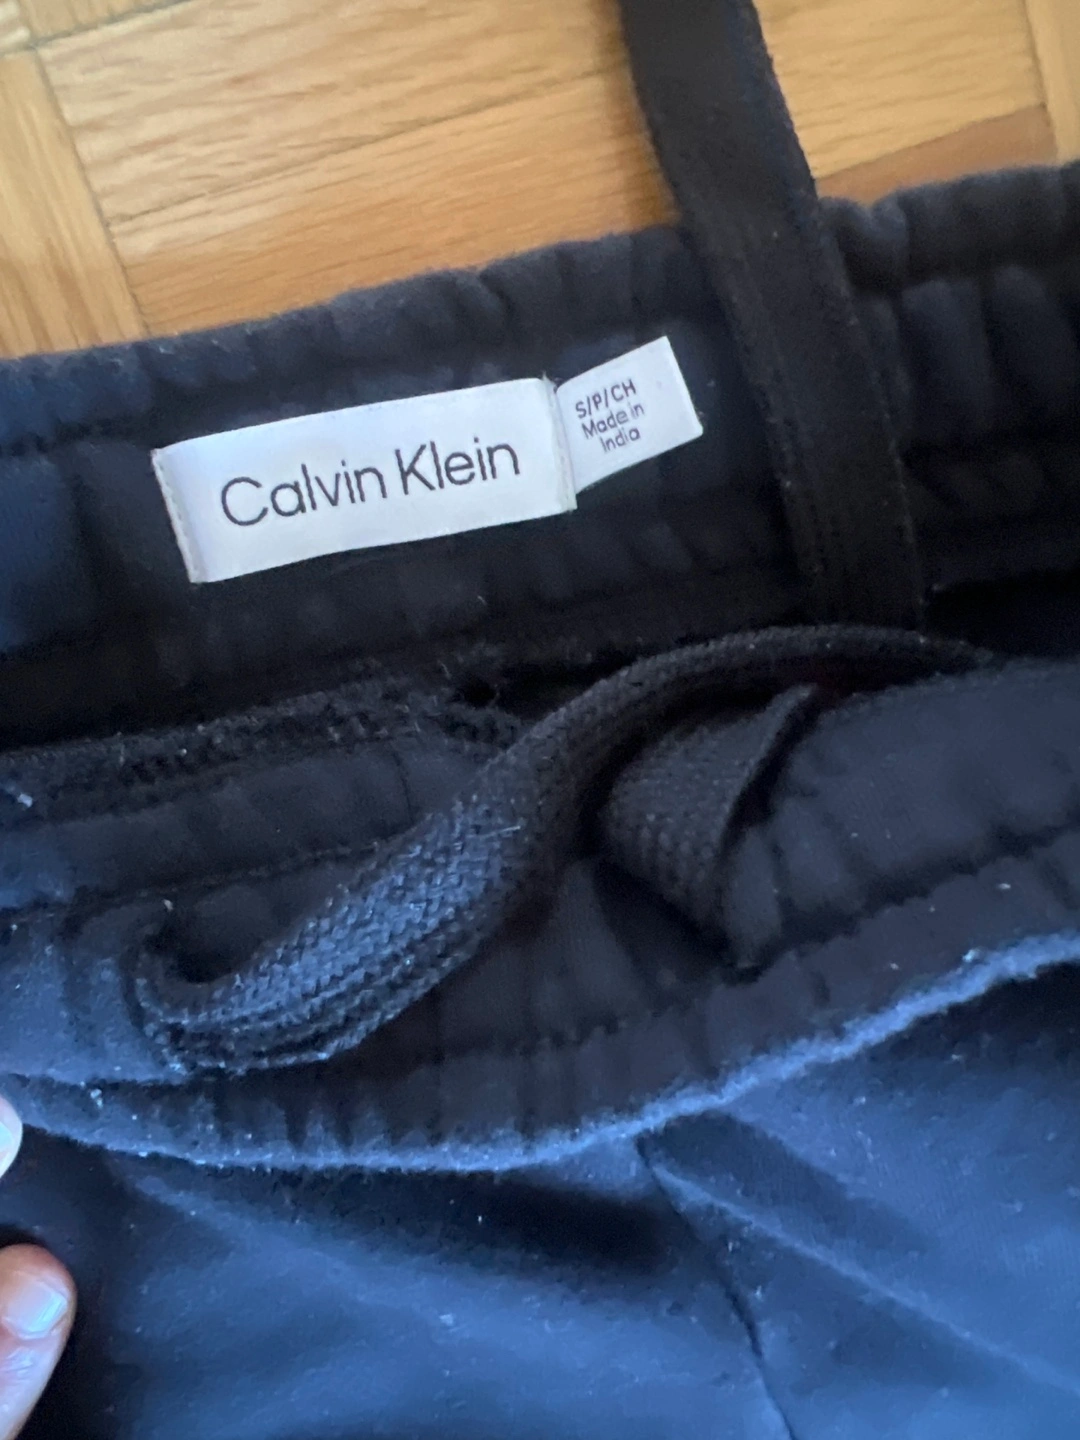 Calvin Klein
S/P/CH
Made in
India